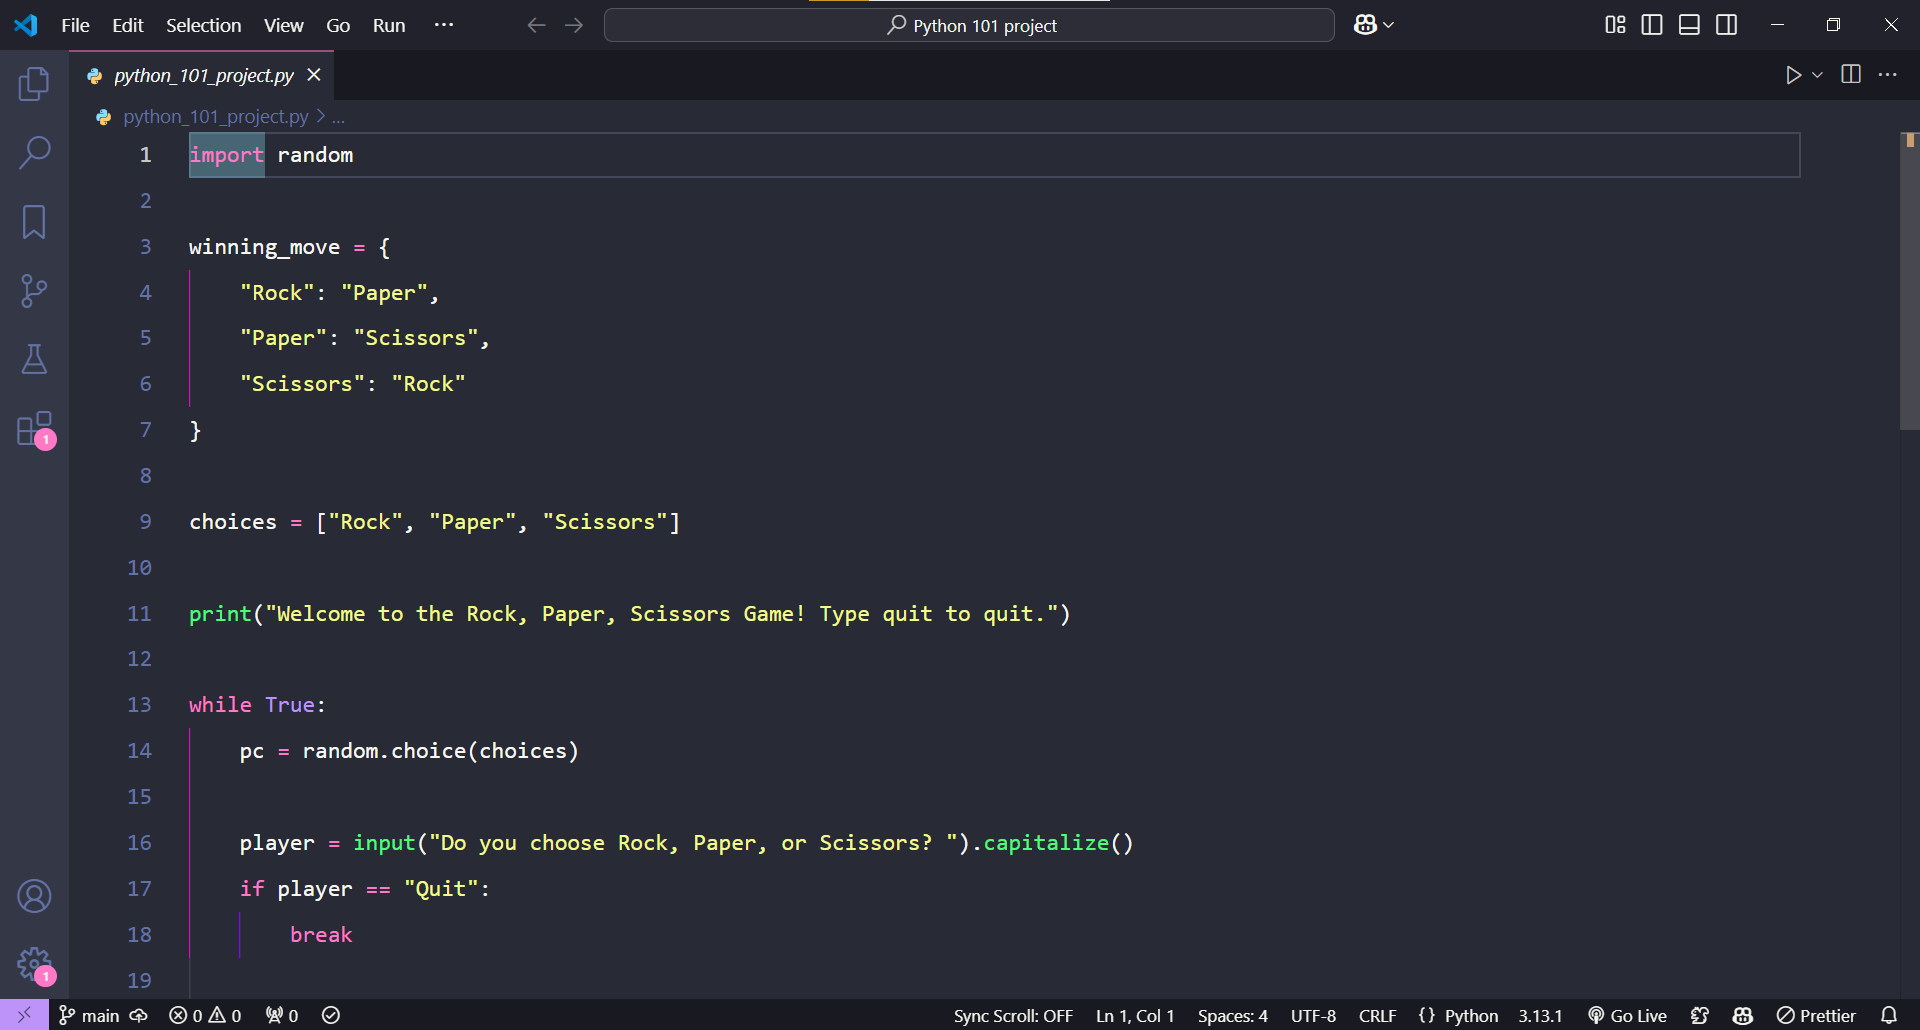 File Edit Selection View Go Run ··· Python 101 project
python_101_project.py
python_101_project.py > ...
1 import random
2
3 winning_move = {
4     "Rock": "Paper",
5     "Paper": "Scissors",
6     "Scissors": "Rock"
7 }
8
9 choices = ["Rock", "Paper", "Scissors"]
10
11 print("Welcome to the Rock, Paper, Scissors Game! Type quit to quit.")
12
13 while True:
14     pc = random.choice(choices)
15
16     player = input("Do you choose Rock, Paper, or Scissors? ").capitalize()
17     if player == "Quit":
18         break
19
1
1
main 0 0 0 Sync Scroll: OFF Ln 1, Col 1 Spaces: 4 UTF-8 CRLF {} Python 3.13.1 Go Live Prettier